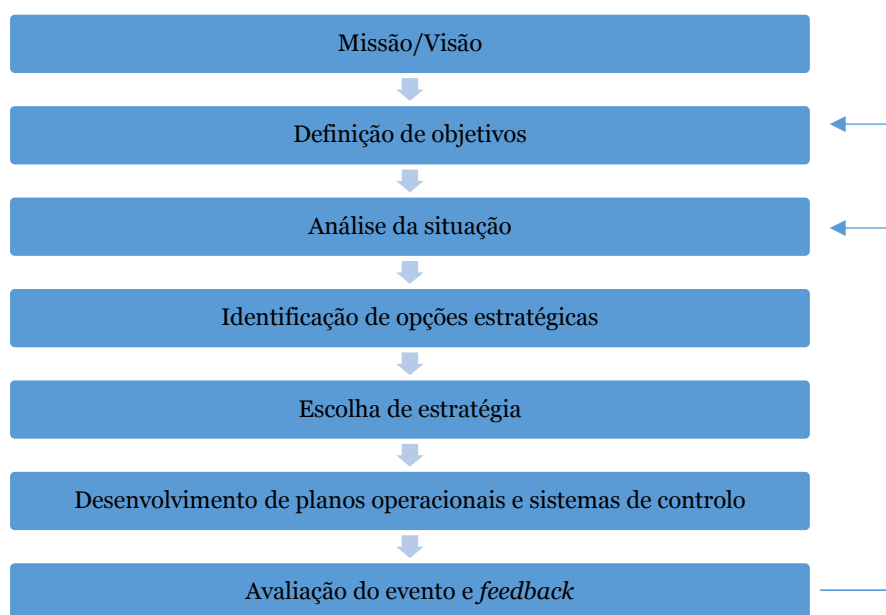 Missão/Visão
Definição de objetivos
Análise da situação
Identificação de opções estratégicas
Escolha de estratégia
Desenvolvimento de planos operacionais e sistemas de controlo
Avaliação do evento e feedback